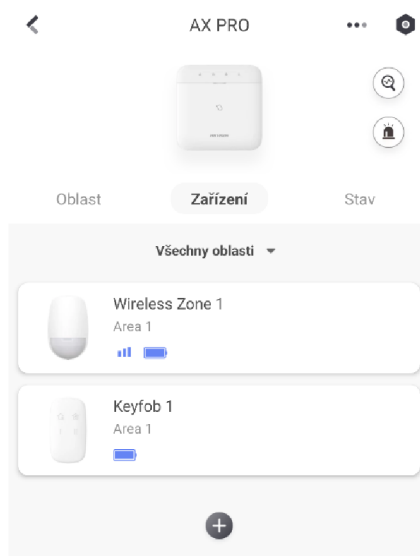 AX PRO
Oblast
Zařízení
Stav
Všechny oblasti
Wireless Zone 1
Area 1
Keyfob 1
Area 1